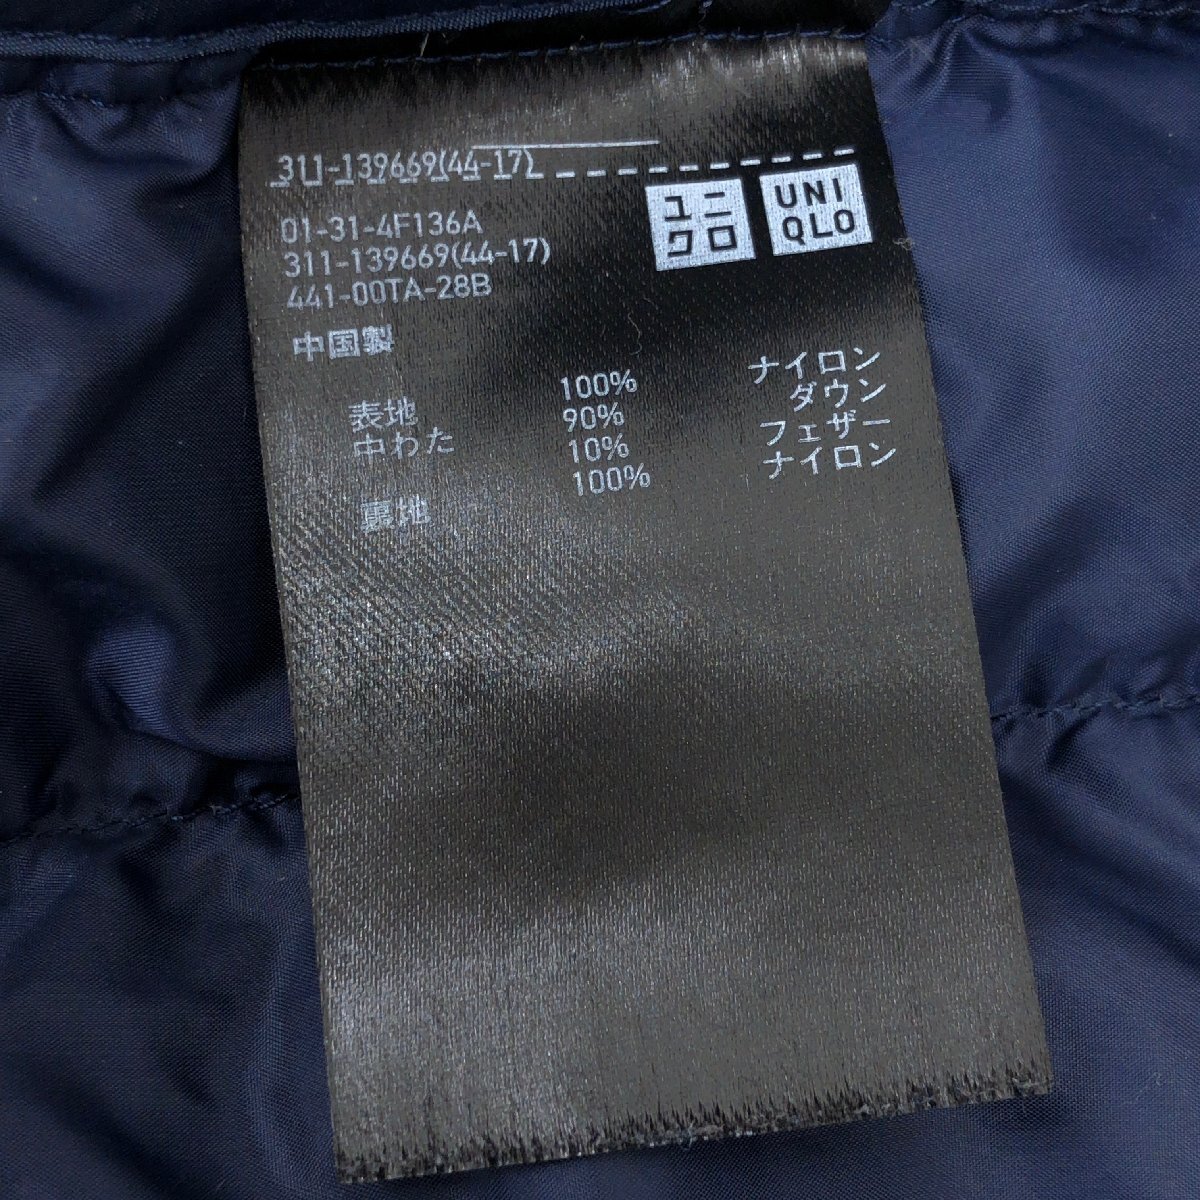 311-139669(44-17)
ユニ
クロ
UNI
QLO
01-31-4F136A
311-139669(44-17)
441-00TA-28B
中国製
表地 100% ナイロン
中わた 90% ダウン
10% フェザー
裏地 100% ナイロン